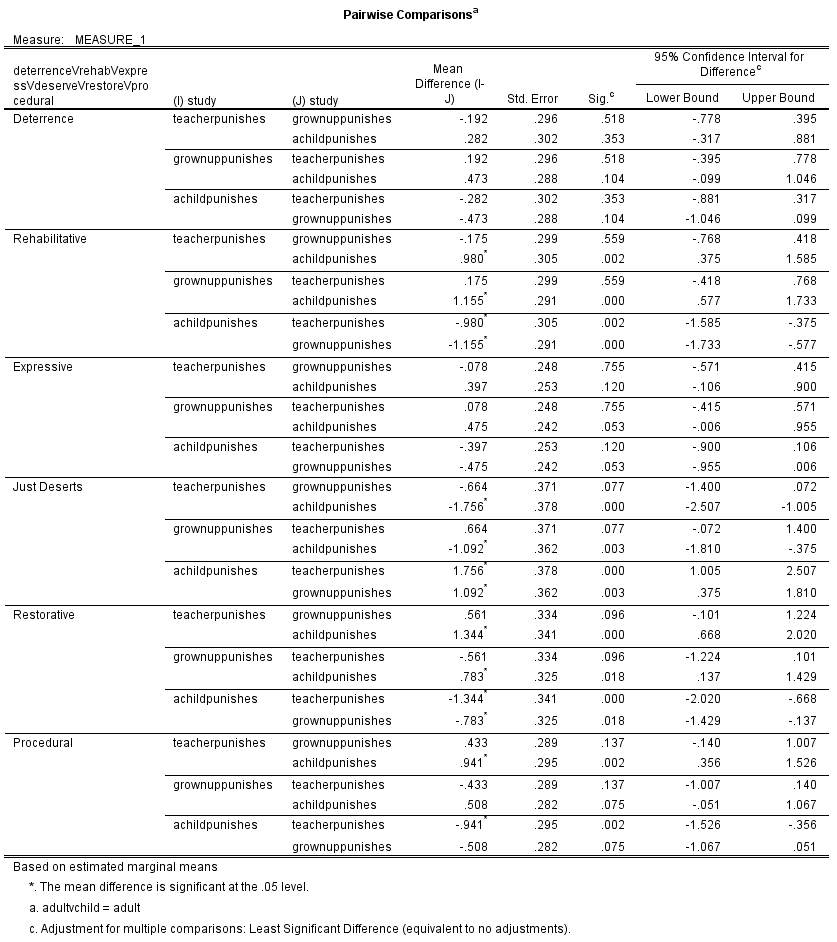 Pairwise Comparisonsᵃ
Measure: MEASURE_1
deterrenceVrehabVexpressVdeserveVrestoreVprocedural (I) study (J) study Mean Difference (I-J) Std. Error Sig.ᶜ 95% Confidence Interval for Differenceᶜ
Lower Bound Upper Bound
Deterrence teacherpunishes grownuppunishes -.192 .296 .518 -.778 .395
achildpunishes .282 .302 .353 -.317 .881
grownuppunishes teacherpunishes .192 .296 .518 -.395 .778
achildpunishes .473 .288 .104 -.099 1.046
achildpunishes teacherpunishes -.282 .302 .353 -.881 .317
grownuppunishes -.473 .288 .104 -1.046 .099
Rehabilitative teacherpunishes grownuppunishes -.175 .299 .559 -.768 .418
achildpunishes .980* .305 .002 .375 1.585
grownuppunishes teacherpunishes .175 .299 .559 -.418 .768
achildpunishes 1.155* .291 .000 .577 1.733
achildpunishes teacherpunishes -.980* .305 .002 -1.585 -.375
grownuppunishes -1.155* .291 .000 -1.733 -.577
Expressive teacherpunishes grownuppunishes -.078 .248 .755 -.571 .415
achildpunishes .397 .253 .120 -.106 .900
grownuppunishes teacherpunishes .078 .248 .755 -.415 .571
achildpunishes .475 .242 .053 -.006 .955
achildpunishes teacherpunishes -.397 .253 .120 -.900 .106
grownuppunishes -.475 .242 .053 -.955 .006
Just Deserts teacherpunishes grownuppunishes -.664 .371 .077 -1.400 .072
achildpunishes -1.756* .378 .000 -2.507 -1.005
grownuppunishes teacherpunishes .664 .371 .077 -.072 1.400
achildpunishes -1.092* .362 .003 -1.810 -.375
achildpunishes teacherpunishes 1.756* .378 .000 1.005 2.507
grownuppunishes 1.092* .362 .003 .375 1.810
Restorative teacherpunishes grownuppunishes .561 .334 .096 -.101 1.224
achildpunishes 1.344* .341 .000 .668 2.020
grownuppunishes teacherpunishes -.561 .334 .096 -1.224 .101
achildpunishes .783* .325 .018 .137 1.429
achildpunishes teacherpunishes -1.344* .341 .000 -2.020 -.668
grownuppunishes -.783* .325 .018 -1.429 -.137
Procedural teacherpunishes grownuppunishes .433 .289 .137 -.140 1.007
achildpunishes .941* .295 .002 .356 1.526
grownuppunishes teacherpunishes -.433 .289 .137 -1.007 .140
achildpunishes .508 .282 .075 -.051 1.067
achildpunishes teacherpunishes -.941* .295 .002 -1.526 -.356
grownuppunishes -.508 .282 .075 -1.067 .051
Based on estimated marginal means
*. The mean difference is significant at the .05 level.
a. adultvchild = adult
c. Adjustment for multiple comparisons: Least Significant Difference (equivalent to no adjustments).